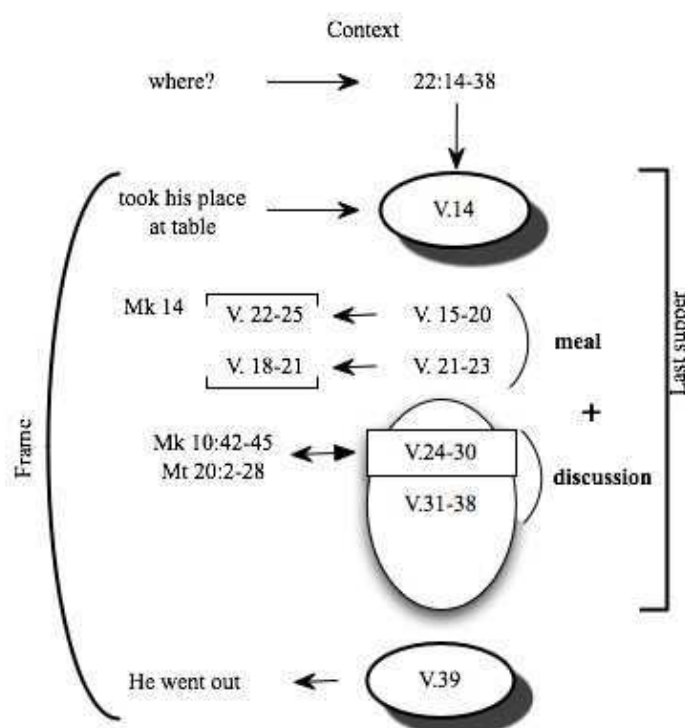 Context
where?
22:14-38
took his place
at table
V.14
Mk 14
V. 22-25
V. 15-20
meal
V. 18-21
V. 21-23
+
Mk 10:42-45
Mt 20:2-28
V.24-30
discussion
V.31-38
He went out
V.39
Frame
Last supper